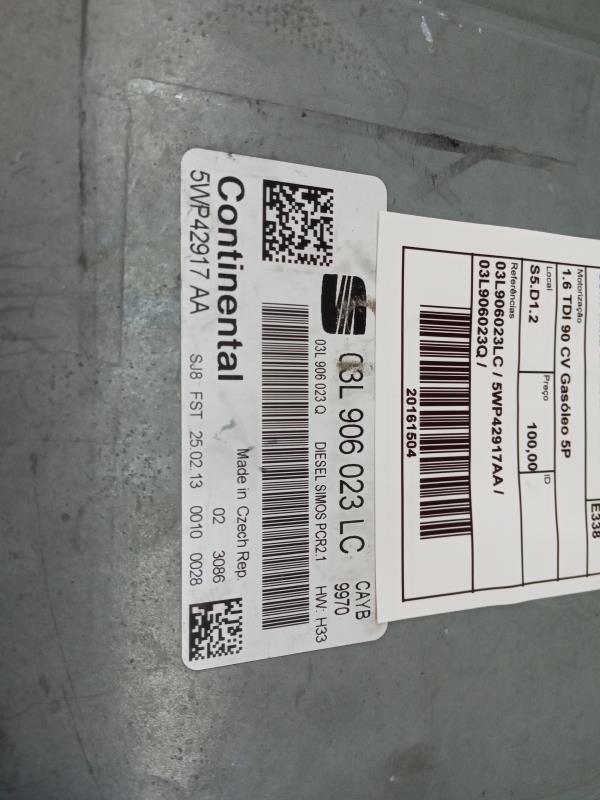 03L 906 023 LC CAYB
9970
03L 906 023 Q DIESEL SIMOS PCR2.1 HW: H33
Continental Made in Czech Rep.
02 3086
5WP42917 AA SJ8 FST 25.02.13 0010 0028
E338
Motorização
1.6 TDI 90 CV Gasóleo 5P
Local Preço ID
S5.D1.2 100,00
Referências
03L906023LC / 5WP42917AA /
03L906023Q /
20161504